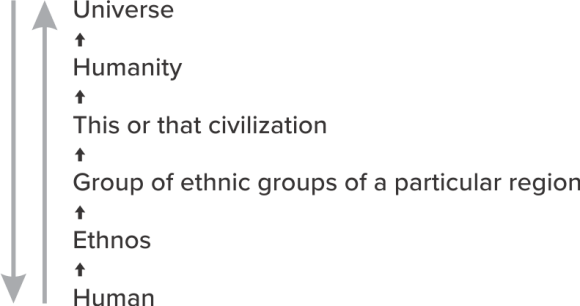 Universe
Humanity
This or that civilization
Group of ethnic groups of a particular region
Ethnos
Human